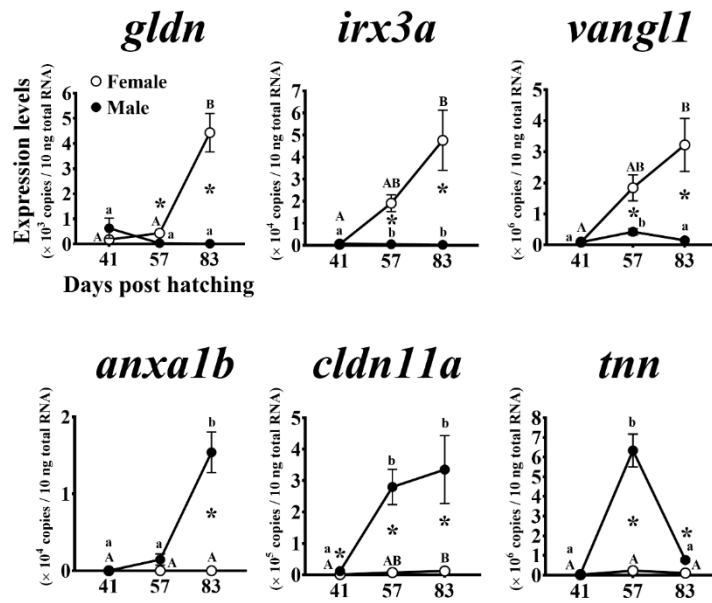 gldn
irx3a
vangl1
Expression levels
(× 10³ copies / 10 ng total RNA)
Female
Male
6
5
4
3
2
1
0
a
A
*
A
a
B
*
a
41 57 83
Days post hatching
(× 10⁴ copies / 10 ng total RNA)
7
6
5
4
3
2
1
0
A
a
AB
*
b
B
*
b
41 57 83
(× 10⁶ copies / 10 ng total RNA)
5
4
3
2
1
0
a
A
AB
*
b
B
*
a
41 57 83
anxa1b
cldn11a
tnn
(× 10⁴ copies / 10 ng total RNA)
2
1
0
a
A
a
A
b
*
A
41 57 83
(× 10⁵ copies / 10 ng total RNA)
5
4
3
2
1
0
a
A
*
b
*
AB
b
*
B
41 57 83
(× 10⁶ copies / 10 ng total RNA)
8
7
6
5
4
3
2
1
0
a
A
b
*
A
*
a
A
41 57 83